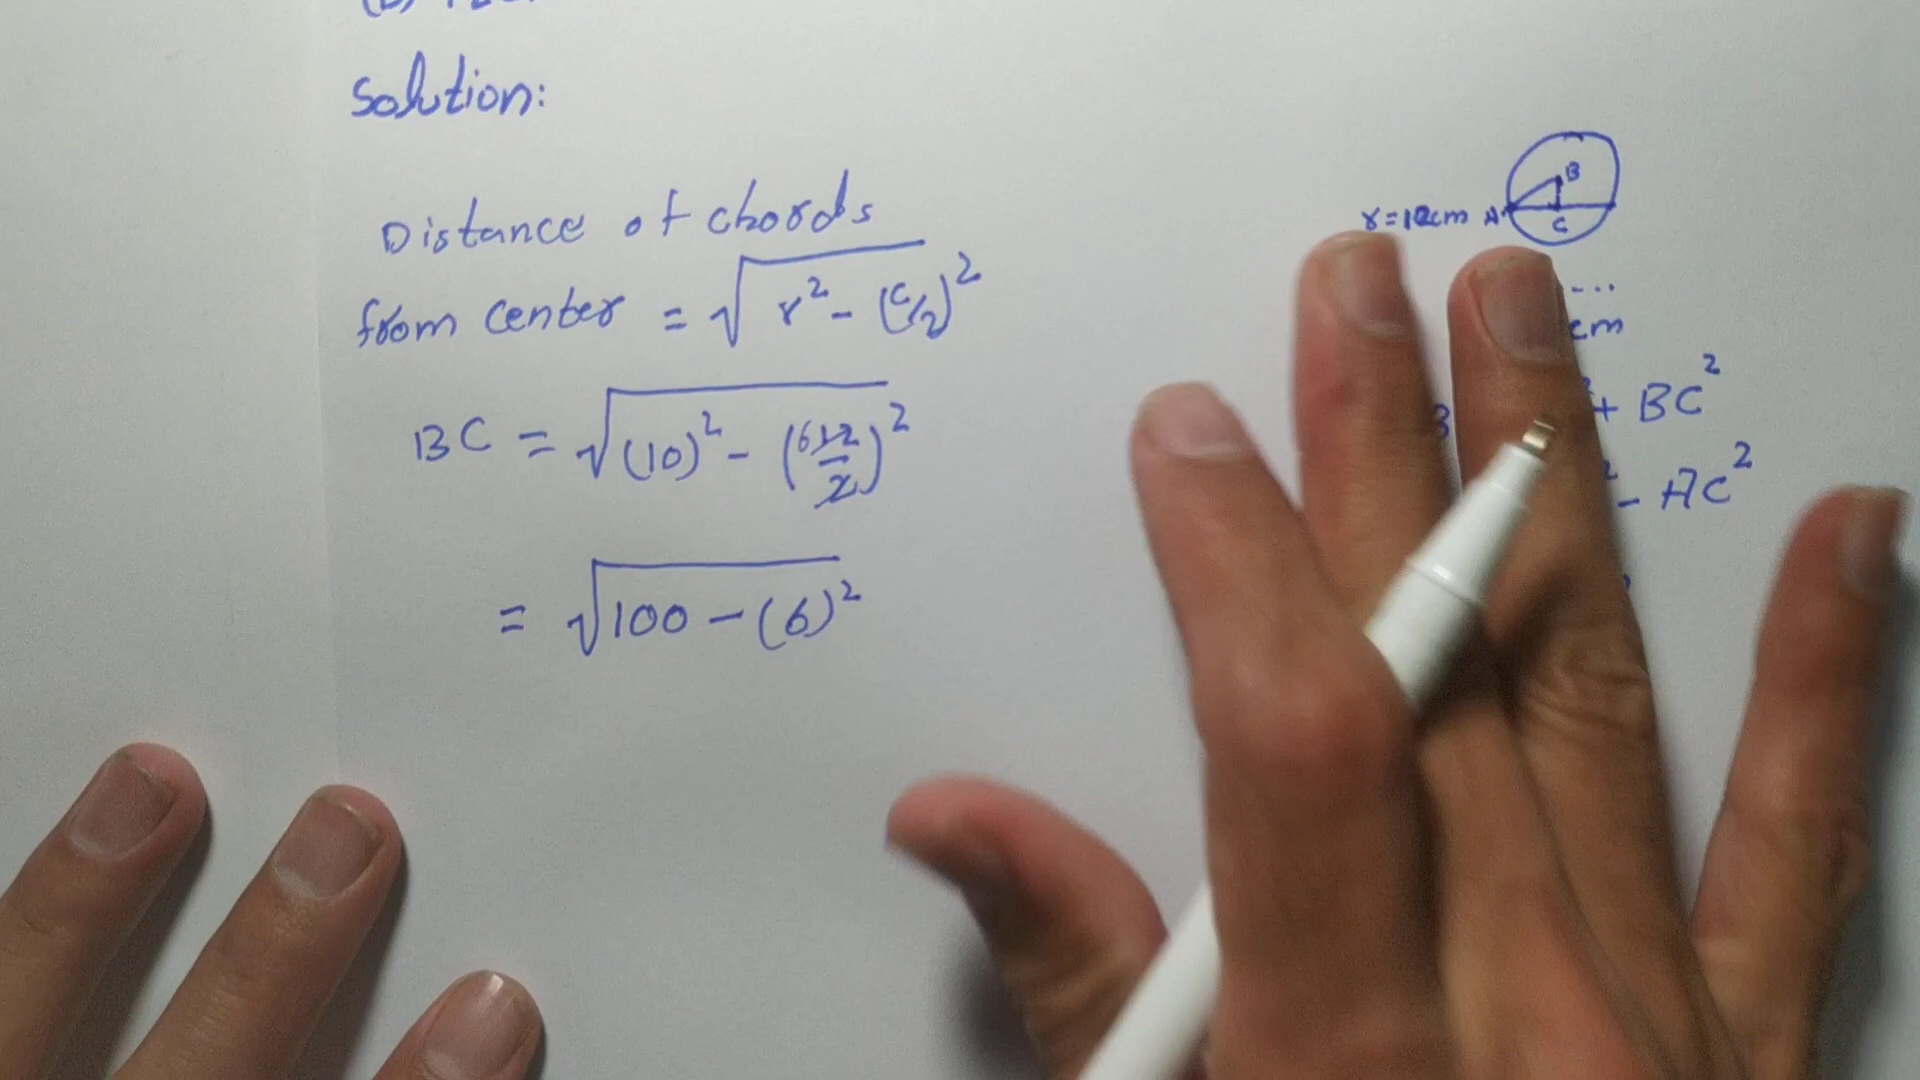 Solution:
Distance of chords
from center = √r² - (c/2)²
BC = √(10)² - (6 12/2)²
= √100 - (6)²
B
r=10cm A
C
cm
+ BC²
- AC²